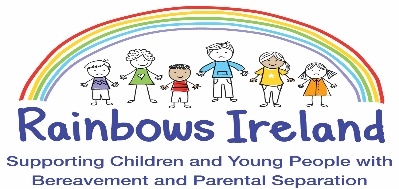 Rainbows Ireland
Supporting Children and Young People with
Bereavement and Parental Separation